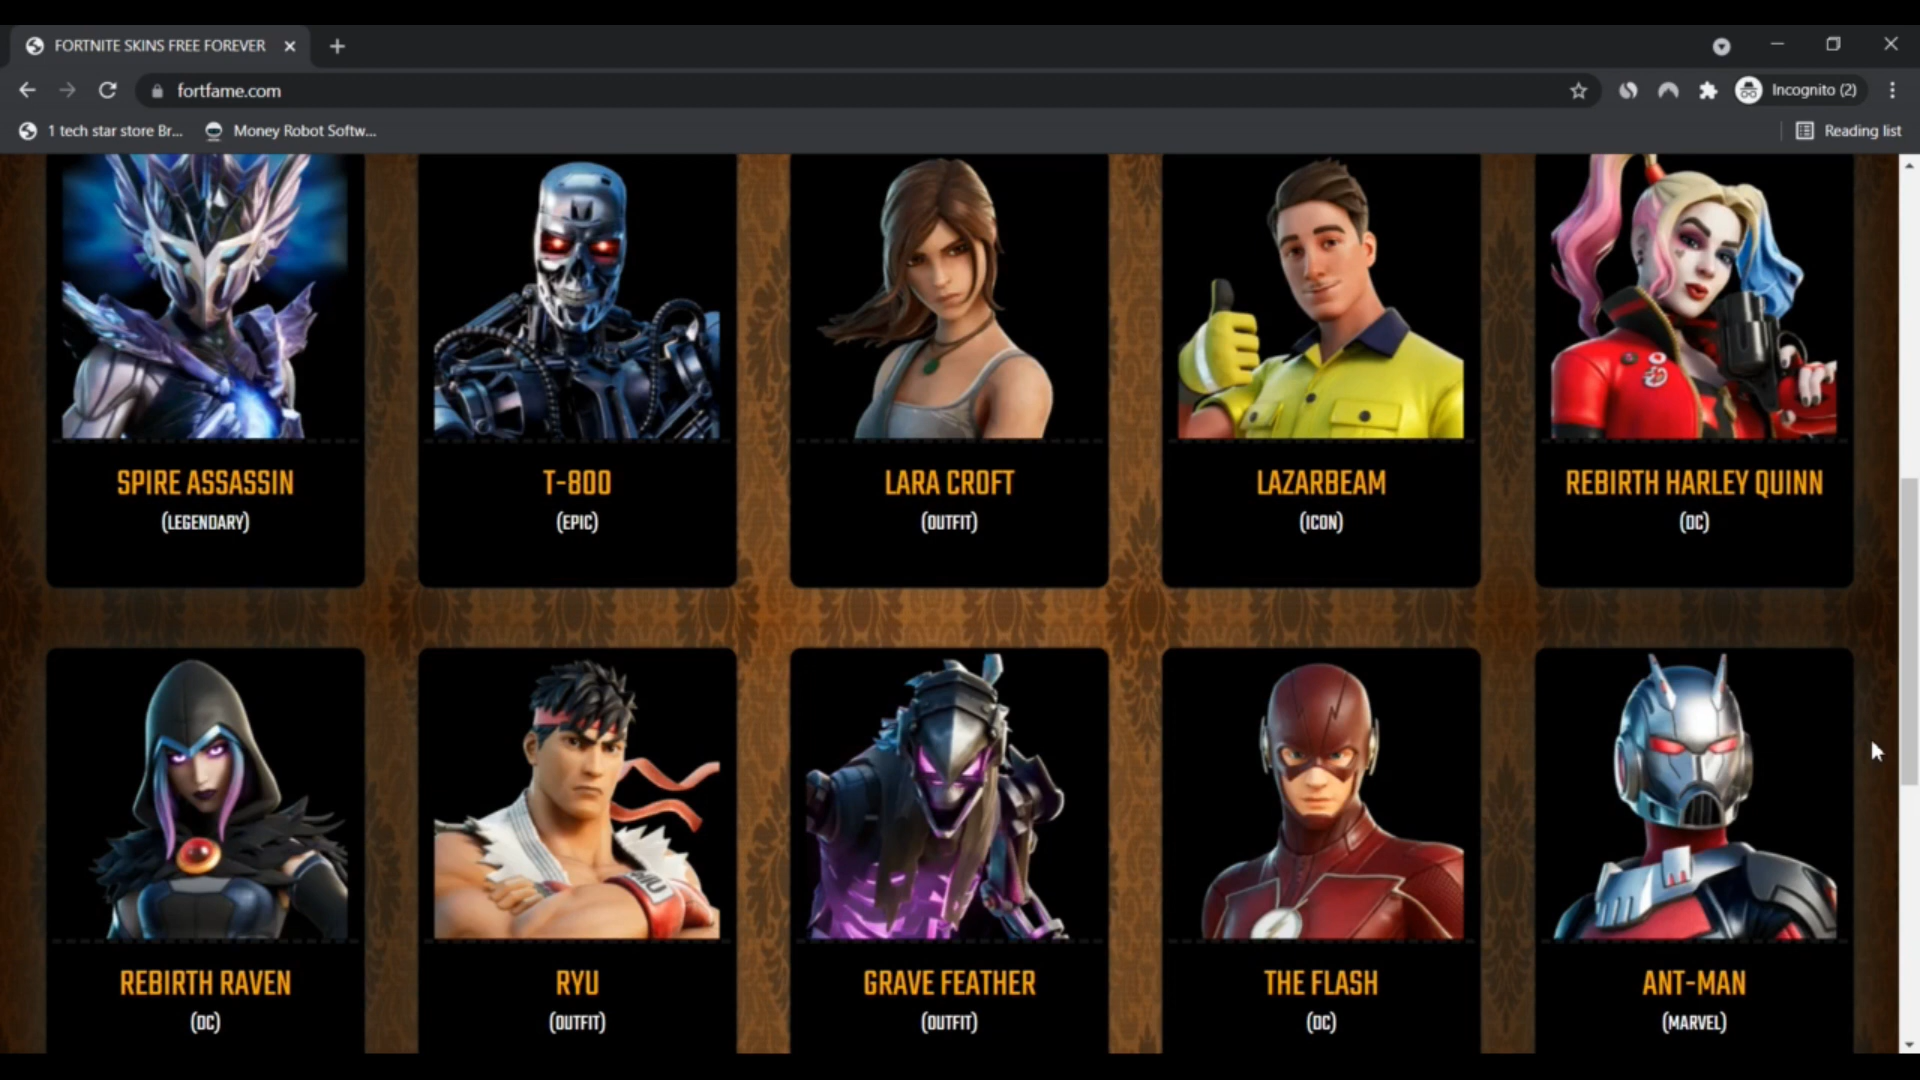 FORTNITE SKINS FREE FOREVER
fortfame.com
Incognito (2)
1 tech star store Br...
Money Robot Softw...
Reading list
SPIRE ASSASSIN
(LEGENDARY)
T-800
(EPIC)
LARA CROFT
(OUTFIT)
LAZARBEAM
(ICON)
REBIRTH HARLEY QUINN
(DC)
REBIRTH RAVEN
(DC)
RYU
(OUTFIT)
GRAVE FEATHER
(OUTFIT)
THE FLASH
(DC)
ANT-MAN
(MARVEL)